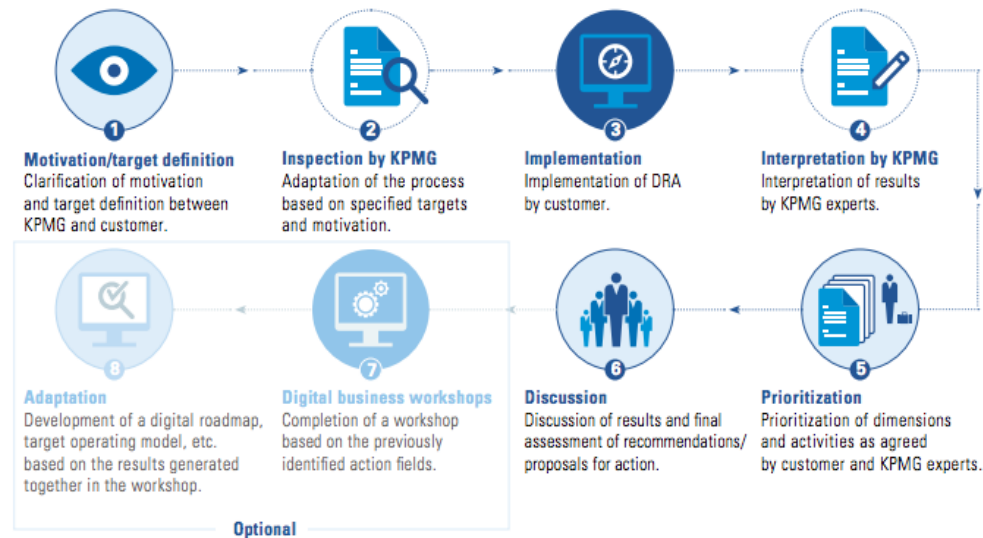 1
Motivation/target definition
Clarification of motivation
and target definition between
KPMG and customer.
2
Inspection by KPMG
Adaptation of the process
based on specified targets
and motivation.
3
Implementation
Implementation of DRA
by customer.
4
Interpretation by KPMG
Interpretation of results
by KPMG experts.
5
Prioritization
Prioritization of dimensions
and activities as agreed
by customer and KPMG experts.
6
Discussion
Discussion of results and final
assessment of recommendations/
proposals for action.
7
Digital business workshops
Completion of a workshop
based on the previously
identified action fields.
8
Adaptation
Development of a digital roadmap,
target operating model, etc.
based on the results generated
together in the workshop.
Optional